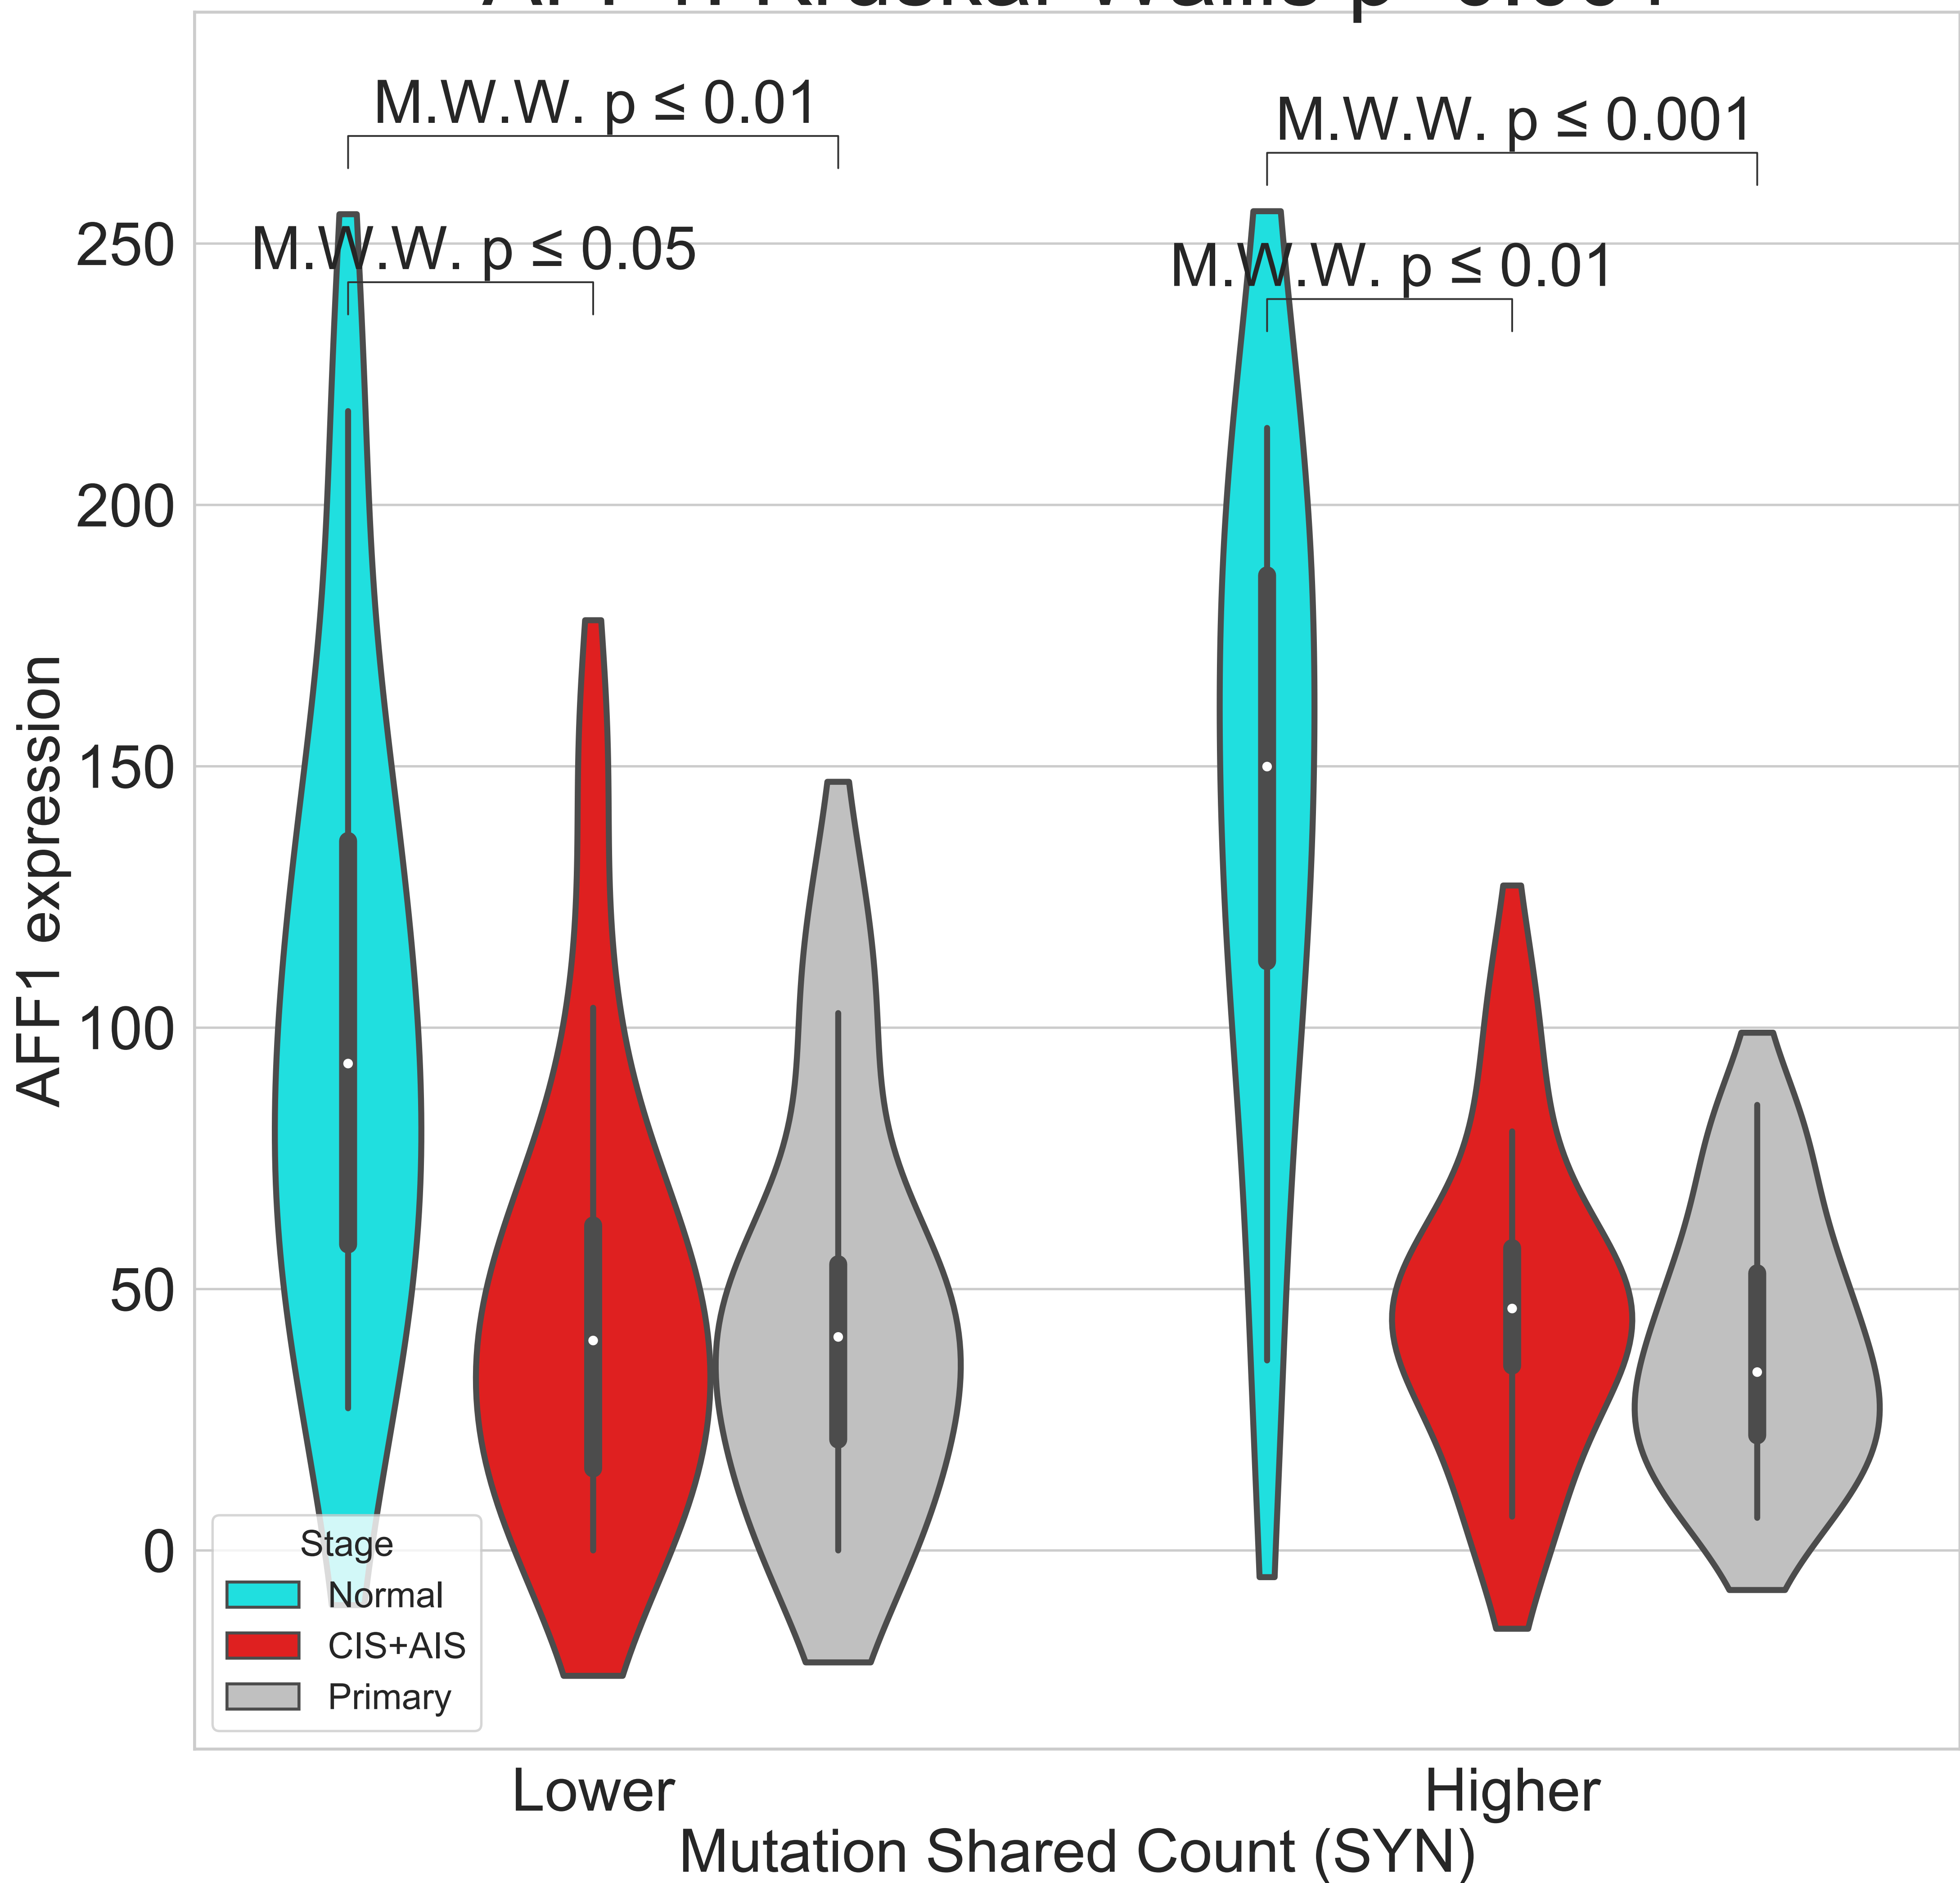 M.W.W. p ≤ 0.01
M.W.W. p ≤ 0.001
M.W.W. p ≤ 0.05
M.W.W. p ≤ 0.01
250
200
150
100
50
0
AFF1 expression
Stage
Normal
CIS+AIS
Primary
Lower
Higher
Mutation Shared Count (SYN)